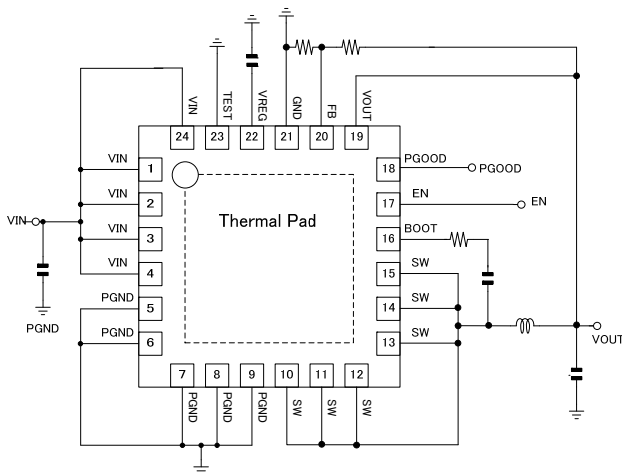 VIN
TEST
VREG
GND
FB
VOUT
24
23
22
21
20
19
VIN
1
18
PGOOD
PGOOD
VIN
2
17
EN
EN
Thermal Pad
VIN
VIN
3
16
BOOT
VIN
4
15
SW
PGND
5
14
SW
PGND
PGND
6
13
SW
VOUT
7
8
9
10
11
12
PGND
PGND
PGND
SW
SW
SW